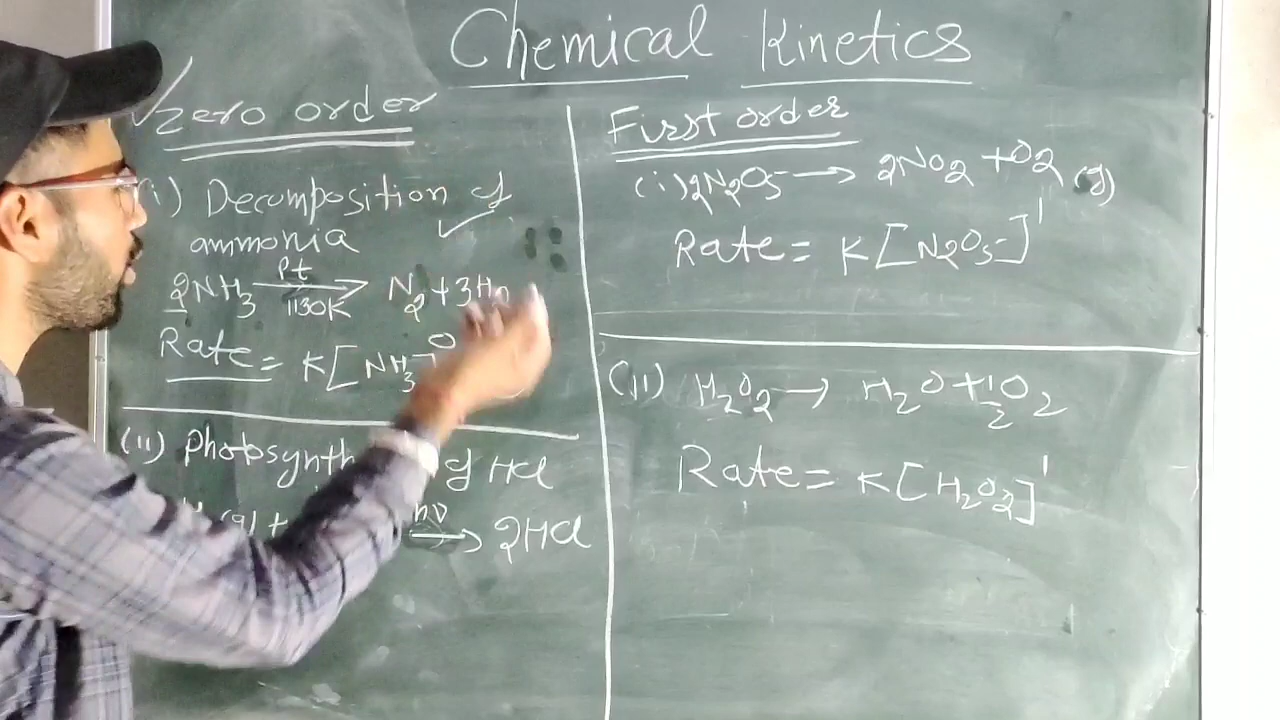 Chemical Kinetics
Zero order
(i) Decomposition of
ammonia
2NH3 Pt 1130K → N2 + 3H2
Rate = K[NH3]0
(ii) of HCl
hν → 2HCl
First order
(i) 2N2O5 → 2NO2 + O2 (g)
Rate = K[N2O5]1
(ii) H2O2 → H2O + 1/2 O2
Rate = K[H2O2]1